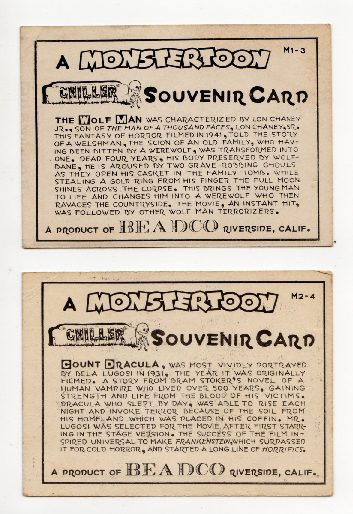 M1-3
A MONSTERTOON
CHILLER SOUVENIR CARD
THE WOLF MAN WAS CHARACTERIZED BY LON CHANEY
JR., SON OF THE MAN OF A THOUSAND FACES, LON CHANEY, SR.
THIS FANTASY OF HORROR FILMED IN 1941, TOLD THE STORY
OF A WELSHMAN, THE SCION OF AN OLD FAMILY, WHO HAV-
ING BEEN BITTEN BY A WEREWOLF, WAS TRANSFORMED INTO
ONE. DEAD FOUR YEARS, HIS BODY PRESERVED BY WOLF-
BANE, HE IS AROUSED BY TWO GRAVE ROBBING GHOULS
AS THEY OPEN HIS CASKET IN THE FAMILY TOMB. WHILE
STEALING A GOLD RING FROM HIS FINGER THE FULL MOON
SHINES ACROSS THE CORPSE. THIS BRINGS THE YOUNG MAN
TO LIFE AND CHANGES HIM INTO A WEREWOLF WHO THEN
RAVAGES THE COUNTRYSIDE. THE MOVIE, AN INSTANT HIT,
WAS FOLLOWED BY OTHER WOLF MAN TERRORIZERS.
A PRODUCT OF BEADCO RIVERSIDE, CALIF.
M2-4
A MONSTERTOON
CHILLER SOUVENIR CARD
COUNT DRACULA, WAS MOST VIVIDLY PORTRAYED
BY BELA LUGOSI IN 1931, THE YEAR IT WAS ORIGINALLY
FILMED. A STORY FROM BRAM STOKER'S NOVEL OF A
HUMAN VAMPIRE WHO LIVED OVER 500 YEARS, GAINING
STRENGTH AND LIFE FROM THE BLOOD OF HIS VICTIMS.
DRACULA WHO SLEPT BY DAY, WAS ABLE TO RISE EACH
NIGHT AND INVOKE TERROR BECAUSE OF THE SOIL FROM
HIS HOMELAND WHICH WAS PLACED IN HIS COFFIN. MR.
LUGOSI WAS SELECTED FOR THE MOVIE AFTER FIRST STARR-
ING IN THE STAGE VERSION. THE SUCCESS OF THE FILM IN-
SPIRED UNIVERSAL TO MAKE FRANKENSTEIN, WHICH SURPASSED
IT FOR COLD HORROR, AND STARTED A LONG LINE OF HORRIFICS.
A PRODUCT OF BEADCO RIVERSIDE, CALIF.